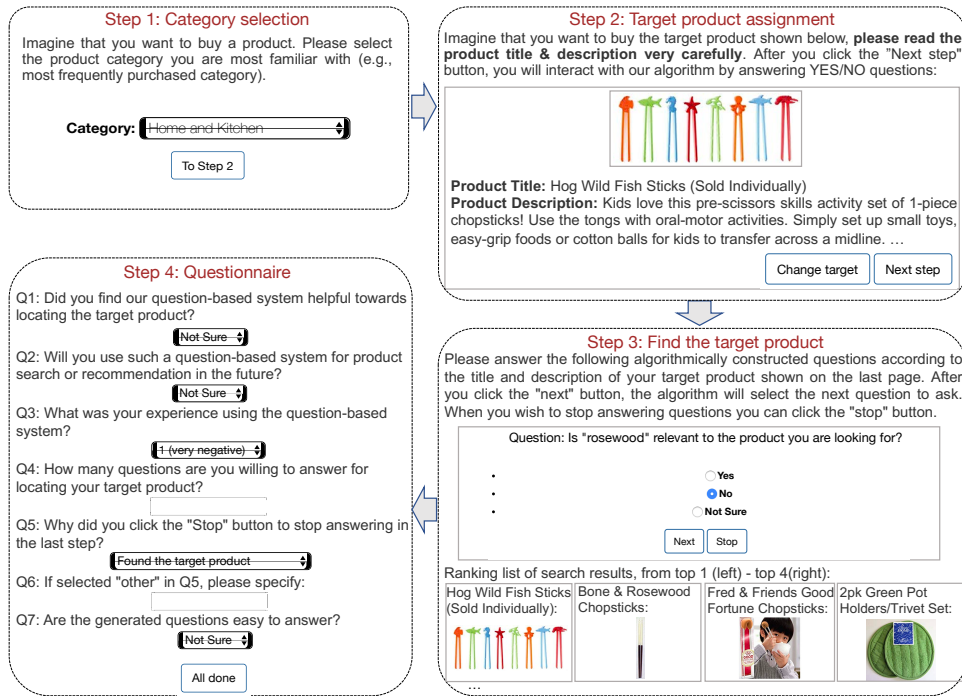 Step 1: Category selection
Imagine that you want to buy a product. Please select
the product category you are most familiar with (e.g.,
most frequently purchased category).
Category: Home and Kitchen
To Step 2
Step 2: Target product assignment
Imagine that you want to buy the target product shown below, please read the
product title & description very carefully. After you click the "Next step"
button, you will interact with our algorithm by answering YES/NO questions:
Product Title: Hog Wild Fish Sticks (Sold Individually)
Product Description: Kids love this pre-scissors skills activity set of 1-piece
chopsticks! Use the tongs with oral-motor activities. Simply set up small toys,
easy-grip foods or cotton balls for kids to transfer across a midline. …
Change target
Next step
Step 3: Find the target product
Please answer the following algorithmically constructed questions according to
the title and description of your target product shown on the last page. After
you click the "next" button, the algorithm will select the next question to ask.
When you wish to stop answering questions you can click the "stop" button.
Question: Is "rosewood" relevant to the product you are looking for?
Yes
No
Not Sure
Next
Stop
Ranking list of search results, from top 1 (left) - top 4(right):
Hog Wild Fish Sticks
(Sold Individually):
Bone & Rosewood
Chopsticks:
Fred & Friends Good
Fortune Chopsticks:
2pk Green Pot
Holders/Trivet Set:
…
Step 4: Questionnaire
Q1: Did you find our question-based system helpful towards
locating the target product?
Not Sure
Q2: Will you use such a question-based system for product
search or recommendation in the future?
Not Sure
Q3: What was your experience using the question-based
system?
1 (very negative)
Q4: How many questions are you willing to answer for
locating your target product?
Q5: Why did you click the "Stop" button to stop answering in
the last step?
Found the target product
Q6: If selected "other" in Q5, please specify:
Q7: Are the generated questions easy to answer?
Not Sure
All done